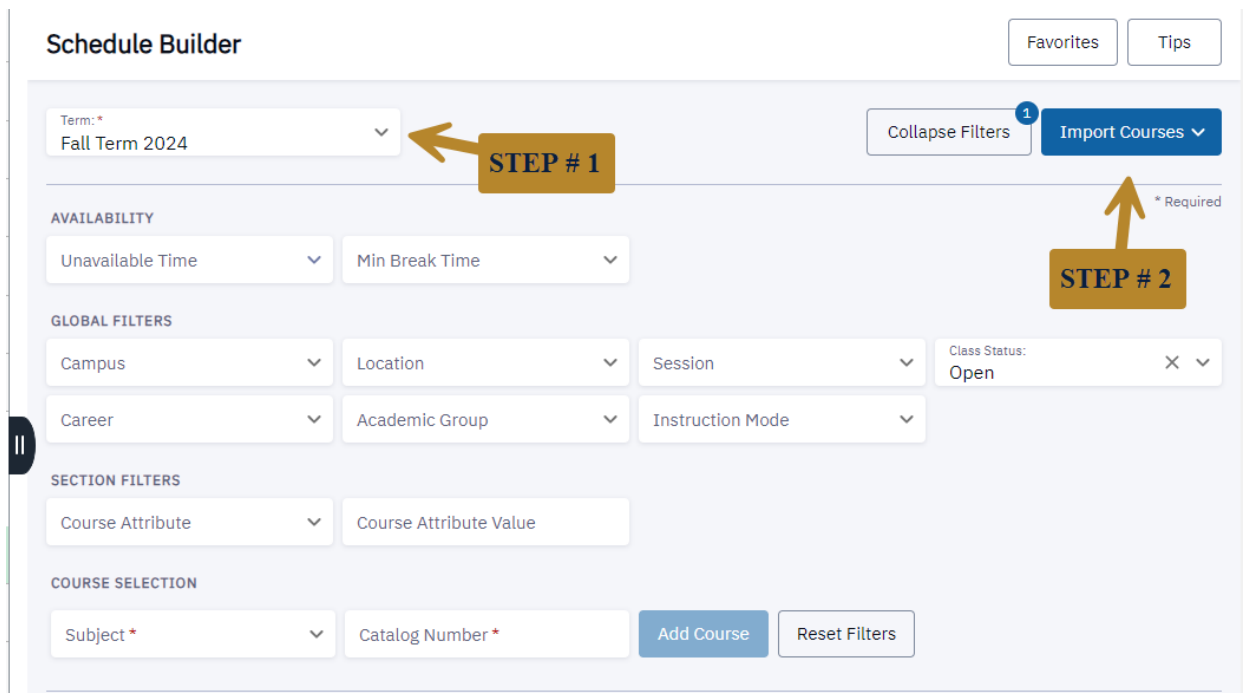 Schedule Builder
Favorites
Tips
Term: *
Fall Term 2024
STEP # 1
Collapse Filters
1
Import Courses
* Required
STEP # 2
AVAILABILITY
Unavailable Time
Min Break Time
GLOBAL FILTERS
Campus
Location
Session
Class Status:
Open
Career
Academic Group
Instruction Mode
SECTION FILTERS
Course Attribute
Course Attribute Value
COURSE SELECTION
Subject *
Catalog Number *
Add Course
Reset Filters